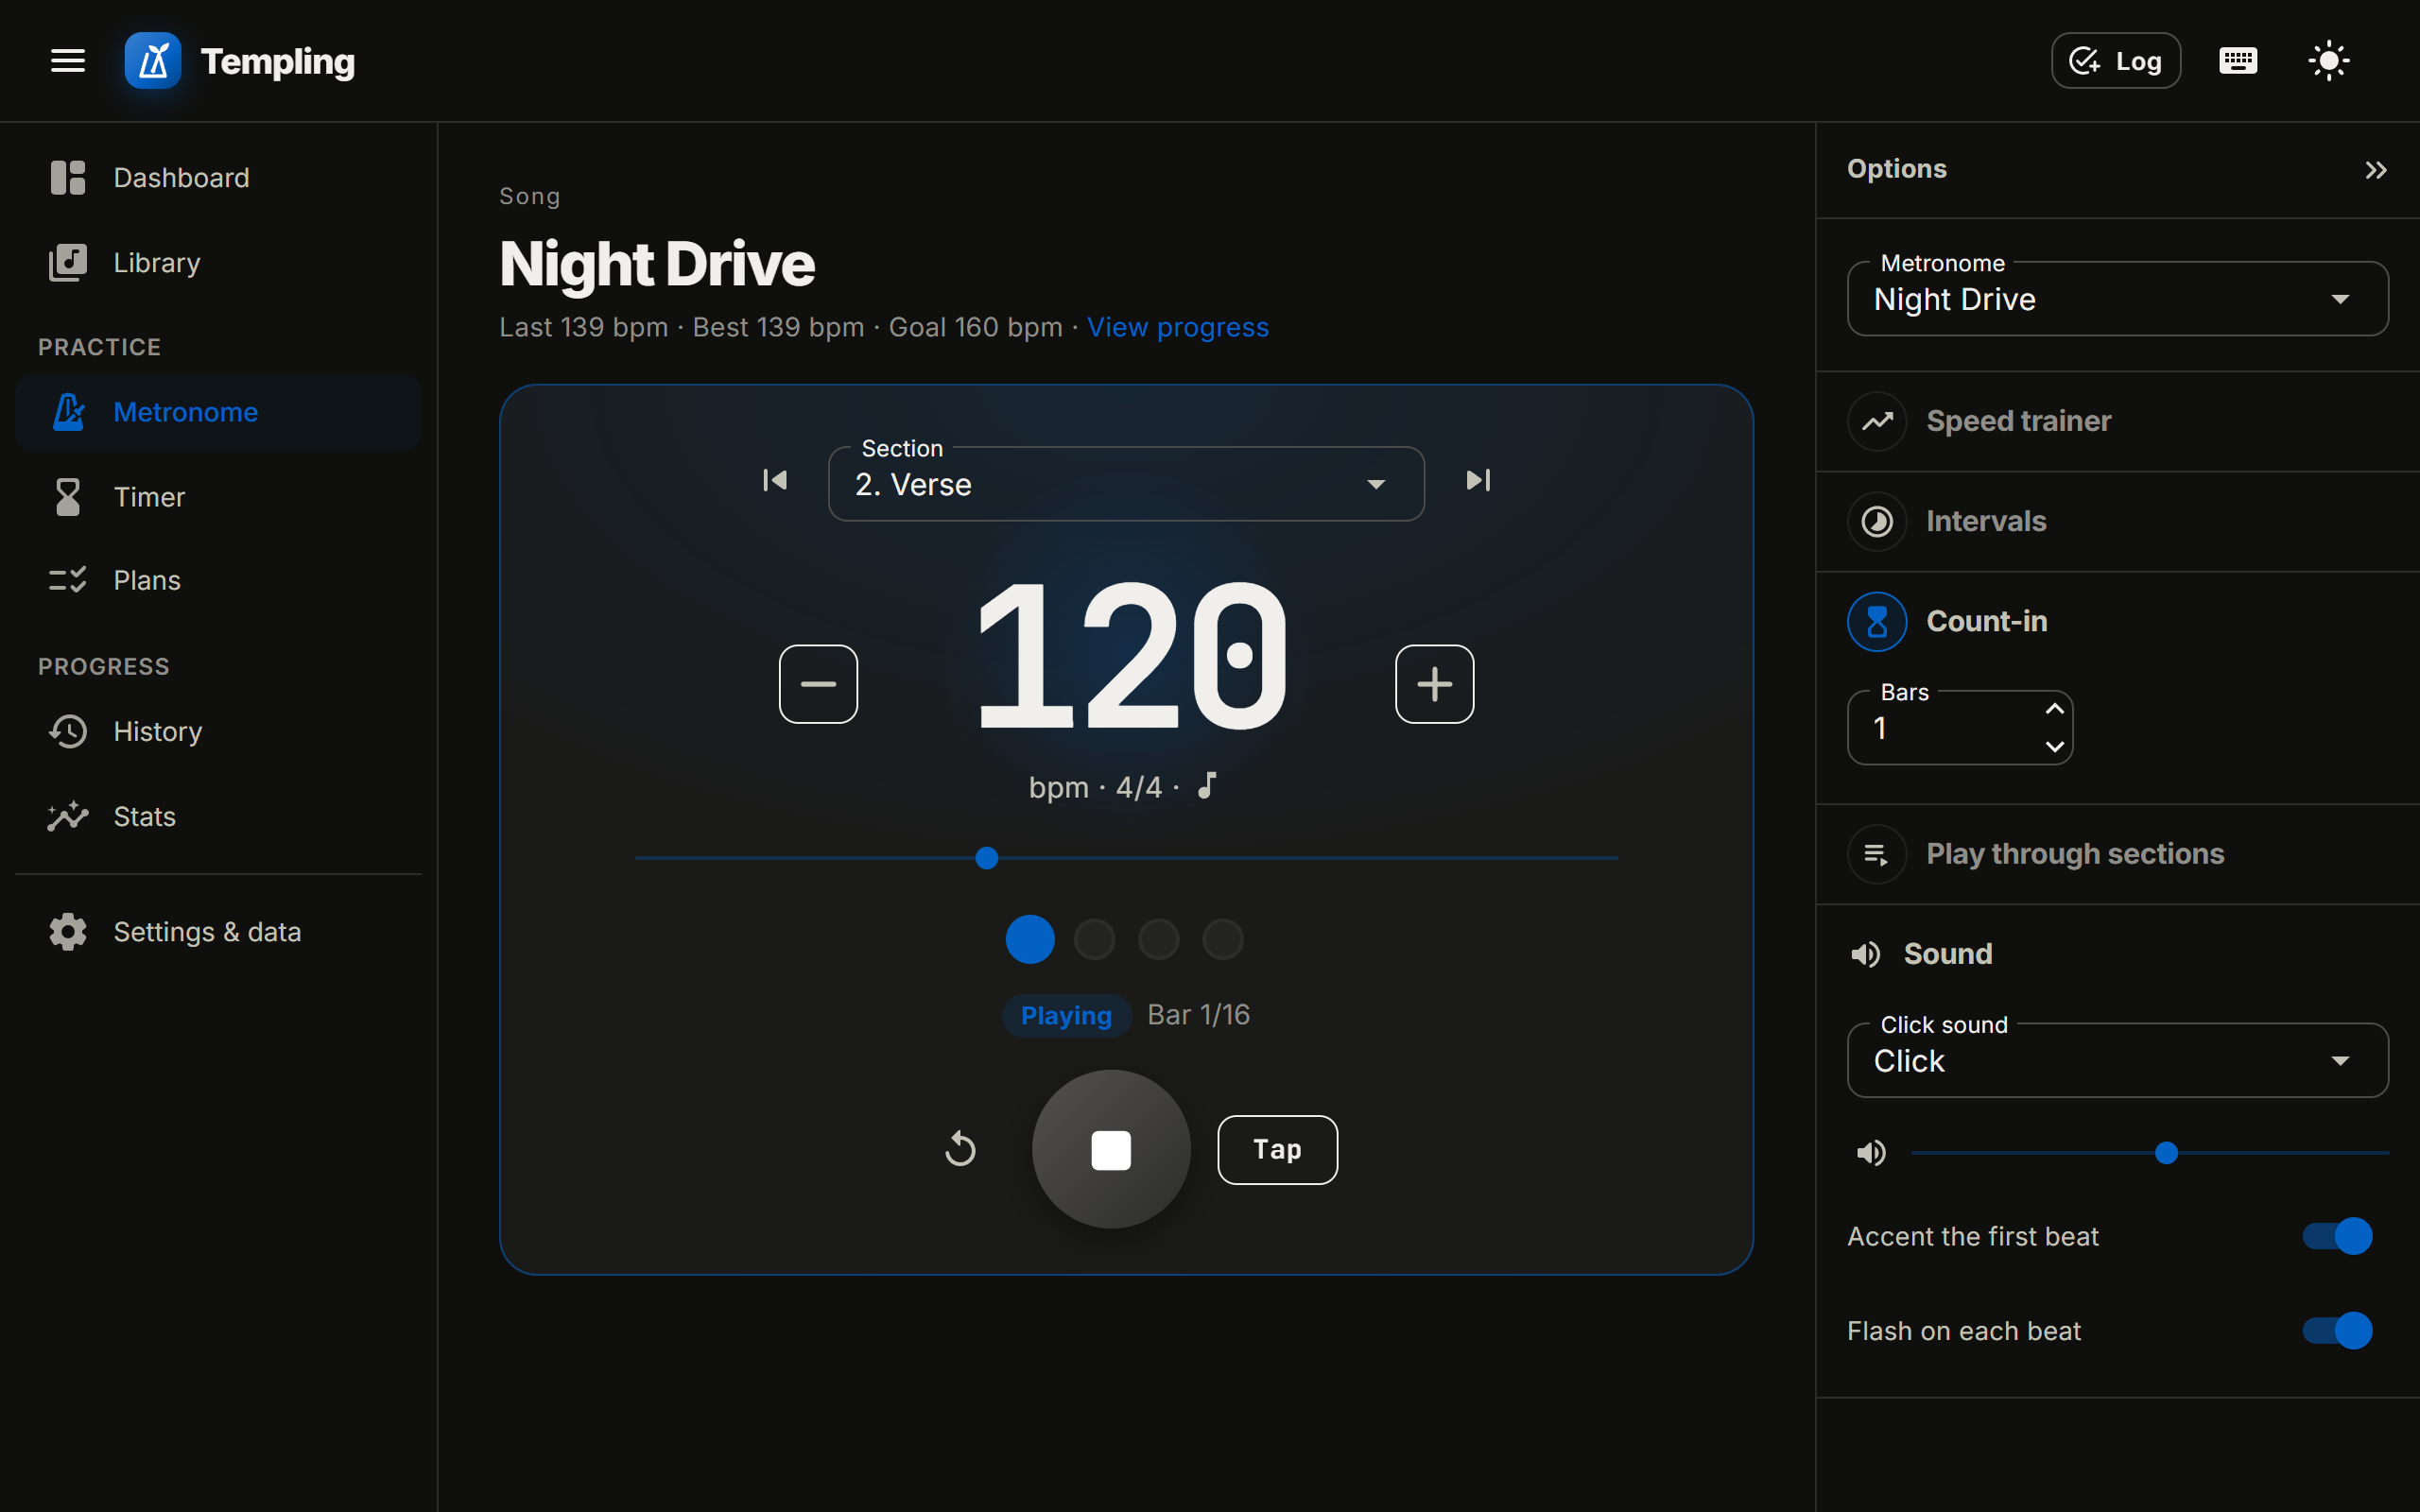 Templing
Log
Dashboard
Library
PRACTICE
Metronome
Timer
Plans
PROGRESS
History
Stats
Settings & data
Song
Night Drive
Last 139 bpm · Best 139 bpm · Goal 160 bpm · View progress
Section
2. Verse
120
bpm · 4/4 ·
Playing Bar 1/16
Tap
Options
Metronome
Night Drive
Speed trainer
Intervals
Count-in
Bars
1
Play through sections
Sound
Click sound
Click
Accent the first beat
Flash on each beat